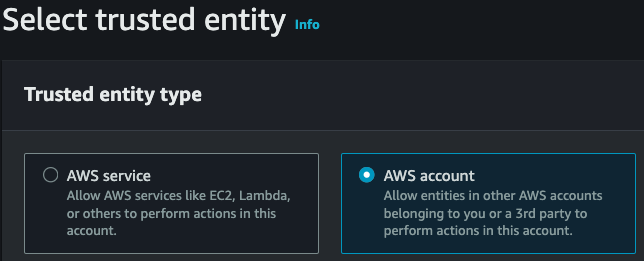 Select trusted entity Info
Trusted entity type
AWS service
Allow AWS services like EC2, Lambda,
or others to perform actions in this
account.
AWS account
Allow entities in other AWS accounts
belonging to you or a 3rd party to
perform actions in this account.